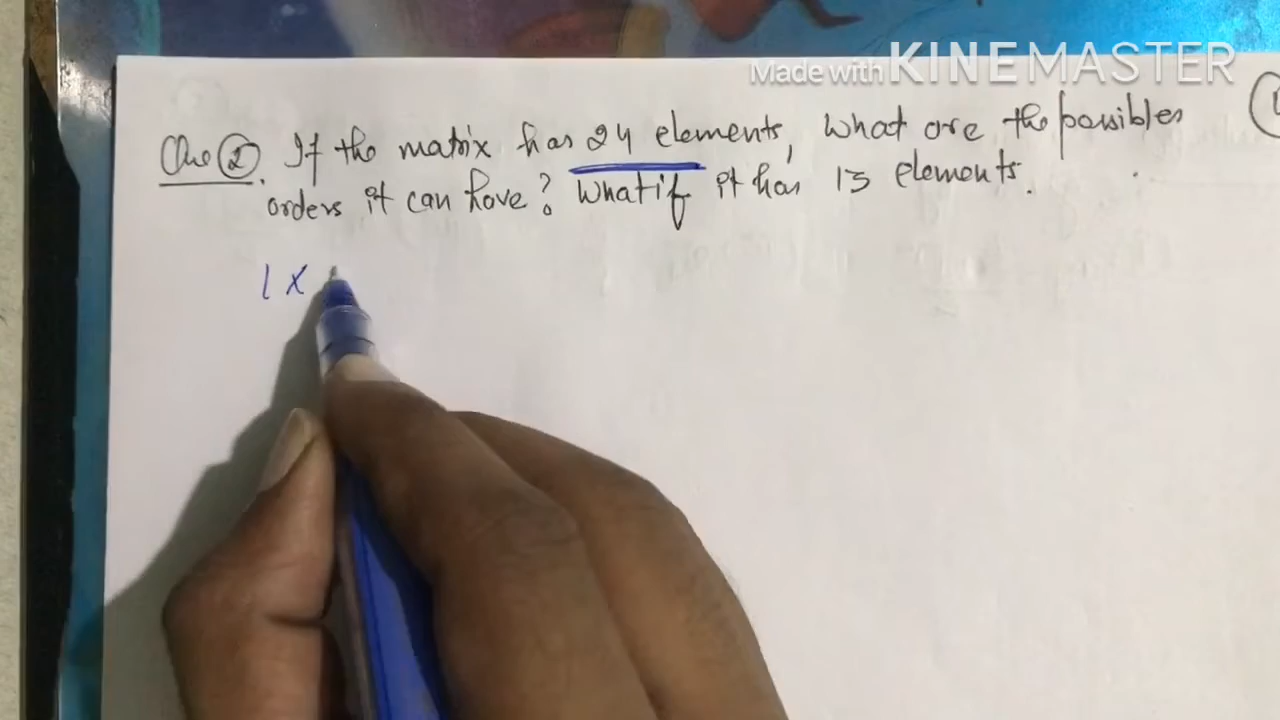 Made with KINEMASTER
Que 2. If the matrix has 24 elements, What are the possibles
orders it can have? What if it has 13 elements.
1 x